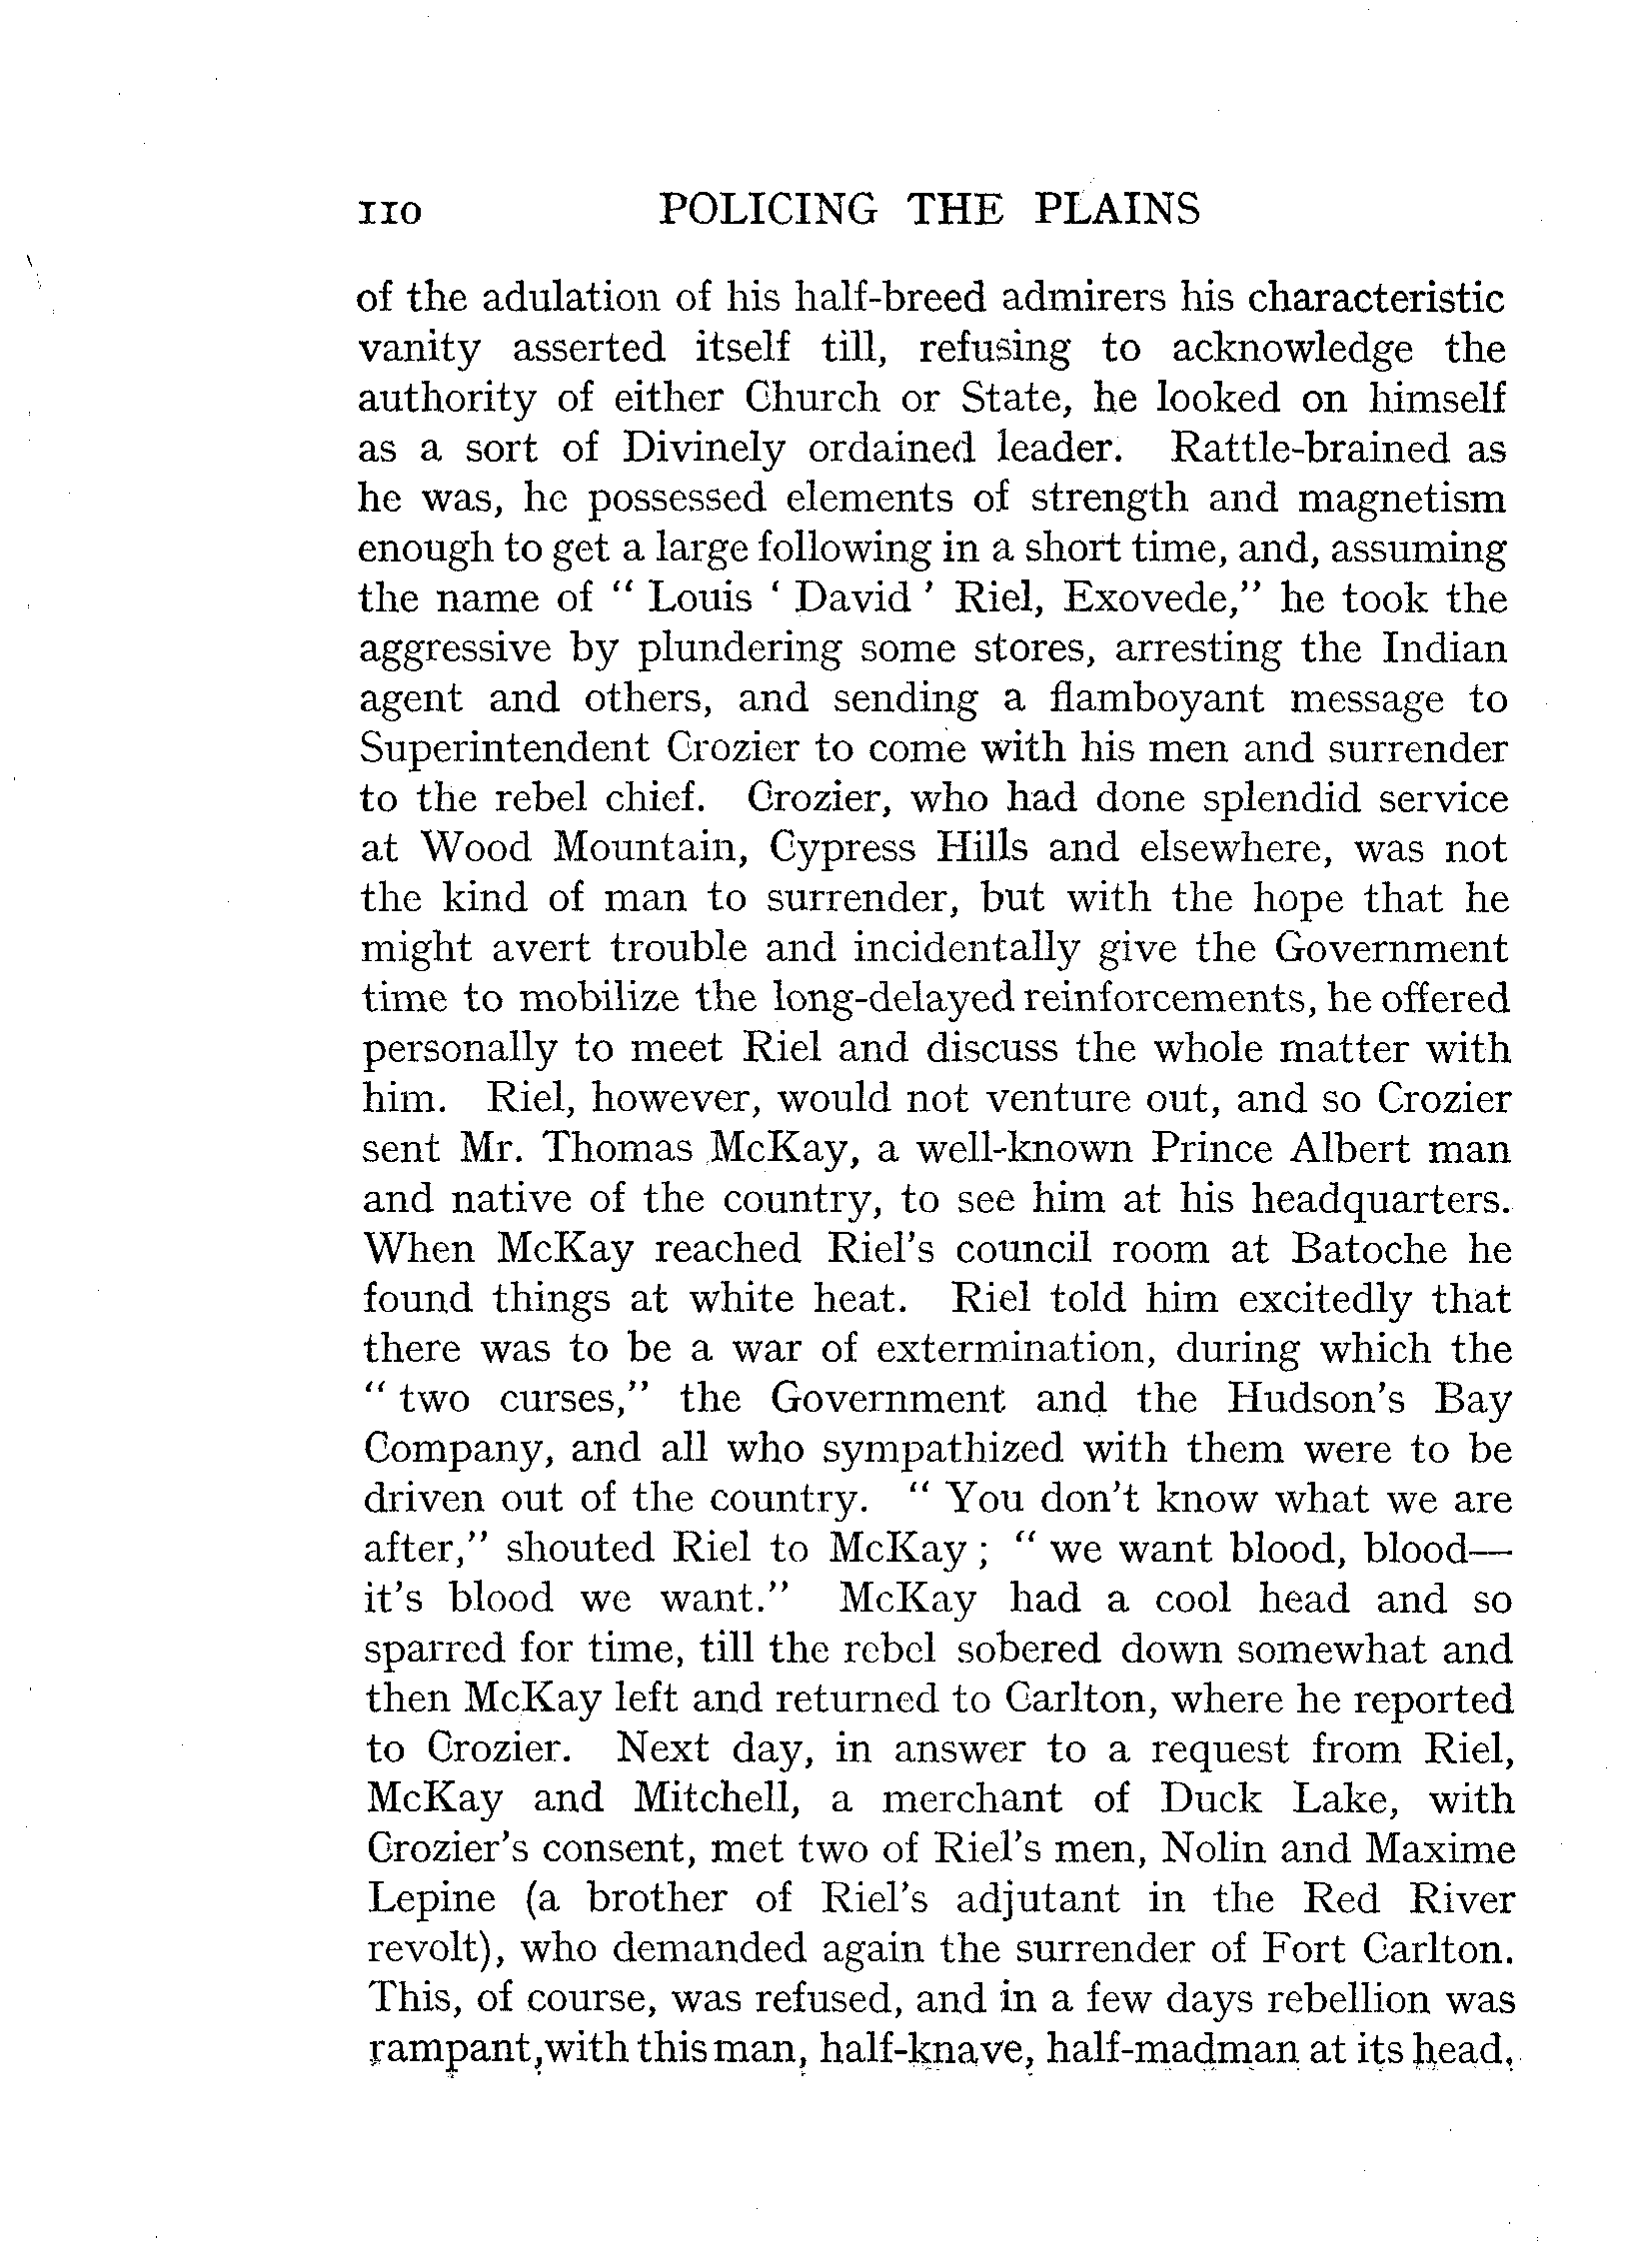 110 POLICING THE PLAINS
of the adulation of his half-breed admirers his characteristic
vanity asserted itself till, refusing to acknowledge the
authority of either Church or State, he looked on himself
as a sort of Divinely ordained leader. Rattle-brained as
he was, he possessed elements of strength and magnetism
enough to get a large following in a short time, and, assuming
the name of " Louis ' David ' Riel, Exovede," he took the
aggressive by plundering some stores, arresting the Indian
agent and others, and sending a flamboyant message to
Superintendent Crozier to come with his men and surrender
to the rebel chief. Crozier, who had done splendid service
at Wood Mountain, Cypress Hills and elsewhere, was not
the kind of man to surrender, but with the hope that he
might avert trouble and incidentally give the Government
time to mobilize the long-delayed reinforcements, he offered
personally to meet Riel and discuss the whole matter with
him. Riel, however, would not venture out, and so Crozier
sent Mr. Thomas McKay, a well-known Prince Albert man
and native of the country, to see him at his headquarters.
When McKay reached Riel's council room at Batoche he
found things at white heat. Riel told him excitedly that
there was to be a war of extermination, during which the
" two curses," the Government and the Hudson's Bay
Company, and all who sympathized with them were to be
driven out of the country. " You don't know what we are
after," shouted Riel to McKay ; " we want blood, blood—
it's blood we want." McKay had a cool head and so
sparred for time, till the rebel sobered down somewhat and
then McKay left and returned to Carlton, where he reported
to Crozier. Next day, in answer to a request from Riel,
McKay and Mitchell, a merchant of Duck Lake, with
Crozier's consent, met two of Riel's men, Nolin and Maxime
Lepine (a brother of Riel's adjutant in the Red River
revolt), who demanded again the surrender of Fort Carlton.
This, of course, was refused, and in a few days rebellion was
rampant, with this man, half-knave, half-madman at its head.